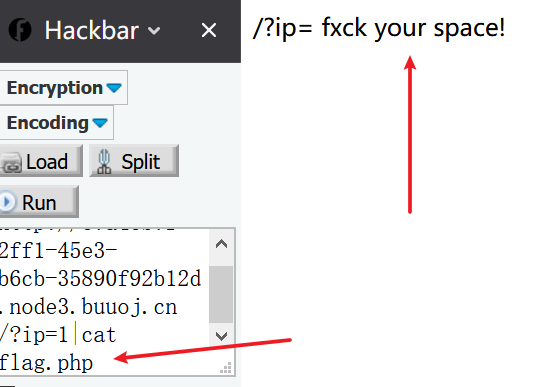 Hackbar
/?ip= fxck your space!
Encryption
Encoding
Load
Split
Run
2ff1-45e3-
b6cb-35890f92b12d
.node3.buuoj.cn
/?ip=1|cat
flag.php